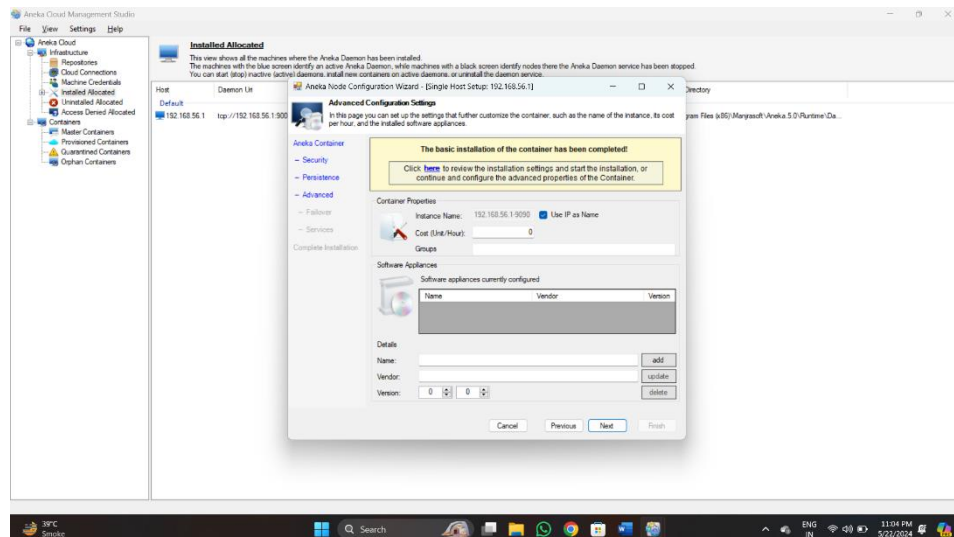 Aneka Cloud Management Studio
File View Settings Help
Aneka Cloud
Infrastructure
Repositories
Cloud Connections
Machine Credentials
Installed Allocated
Uninstalled Allocated
Access Denied Allocated
Containers
Master Containers
Provisioned Containers
Quarantined Containers
Orphan Containers
Installed Allocated
This view shows all the machines where the Aneka Daemon has been installed.
The machines with the blue screen identify an active Aneka Daemon, while machines with a black screen identify nodes there the Aneka Daemon service has been stopped.
You can start (stop) inactive (active) daemons, install new containers on active daemons, or uninstall the daemon service.
Host Daemon Uri Directory
Default
192.168.56.1 tcp://192.168.56.1:900 gram Files (x86)\Manjrasoft\Aneka.5.0\Runtime\Da...
Aneka Node Configuration Wizard - [Single Host Setup: 192.168.56.1]
Advanced Configuration Settings
In this page you can set up the settings that further customize the container, such as the name of the instance, its cost
per hour, and the installed software appliances.
Aneka Container
- Security
- Persistence
- Advanced
- Failover
- Services
Complete Installation
The basic installation of the container has been completed!
Click here to review the installation settings and start the installation, or
continue and configure the advanced properties of the Container.
Container Properties
Instance Name: 192.168.56.1-9090 Use IP as Name
Cost (Unit/Hour): 0
Groups
Software Appliances
Software appliances currently configured
Name Vendor Version
Details
Name: add
Vendor: update
Version: 0 0 delete
Cancel Previous Next Finish
39°C
Smoke
Search
ENG
IN
11:04 PM
5/22/2024